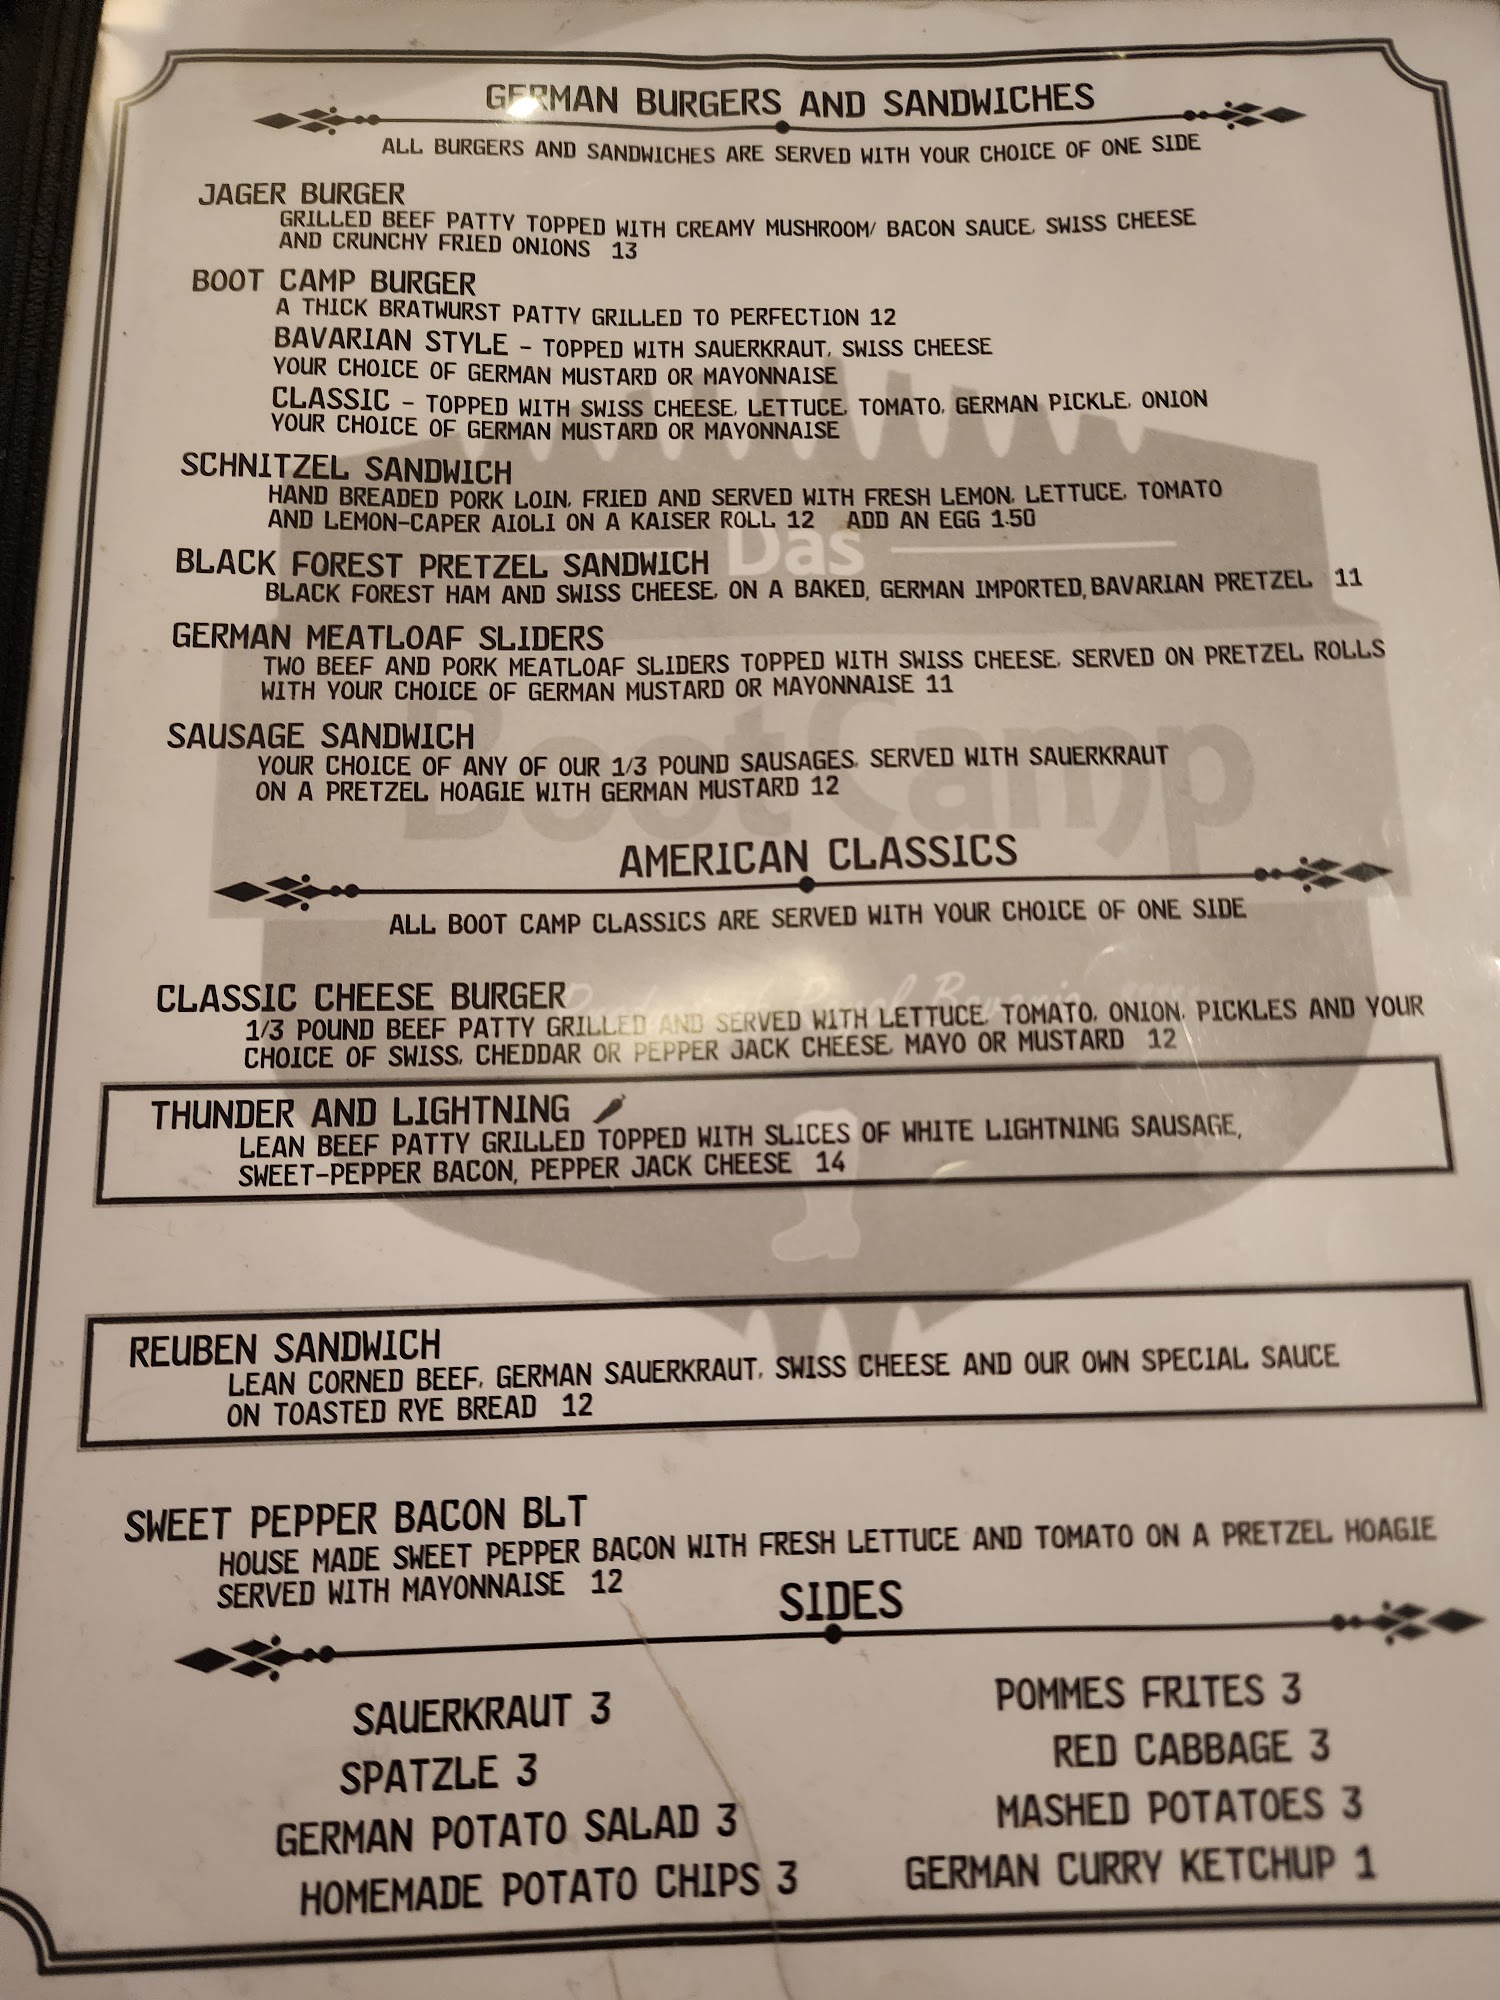 GERMAN BURGERS AND SANDWICHES
ALL BURGERS AND SANDWICHES ARE SERVED WITH YOUR CHOICE OF ONE SIDE
JAGER BURGER
GRILLED BEEF PATTY TOPPED WITH CREAMY MUSHROOM/ BACON SAUCE, SWISS CHEESE
AND CRUNCHY FRIED ONIONS 13
BOOT CAMP BURGER
A THICK BRATWURST PATTY GRILLED TO PERFECTION 12
BAVARIAN STYLE - TOPPED WITH SAUERKRAUT, SWISS CHEESE
YOUR CHOICE OF GERMAN MUSTARD OR MAYONNAISE
CLASSIC - TOPPED WITH SWISS CHEESE, LETTUCE, TOMATO, GERMAN PICKLE, ONION
YOUR CHOICE OF GERMAN MUSTARD OR MAYONNAISE
SCHNITZEL SANDWICH
HAND BREADED PORK LOIN, FRIED AND SERVED WITH FRESH LEMON, LETTUCE, TOMATO
AND LEMON-CAPER AIOLI ON A KAISER ROLL 12 ADD AN EGG 1.50
Das
BLACK FOREST PRETZEL SANDWICH
BLACK FOREST HAM AND SWISS CHEESE, ON A BAKED, GERMAN IMPORTED, BAVARIAN PRETZEL 11
GERMAN MEATLOAF SLIDERS
TWO BEEF AND PORK MEATLOAF SLIDERS TOPPED WITH SWISS CHEESE, SERVED ON PRETZEL ROLLS
WITH YOUR CHOICE OF GERMAN MUSTARD OR MAYONNAISE 11
SAUSAGE SANDWICH
YOUR CHOICE OF ANY OF OUR 1/3 POUND SAUSAGES, SERVED WITH SAUERKRAUT
ON A PRETZEL HOAGIE WITH GERMAN MUSTARD 12
Boot Camp
AMERICAN CLASSICS
ALL BOOT CAMP CLASSICS ARE SERVED WITH YOUR CHOICE OF ONE SIDE
CLASSIC CHEESE BURGER
1/3 POUND BEEF PATTY GRILLED AND SERVED WITH LETTUCE, TOMATO, ONION, PICKLES AND YOUR
CHOICE OF SWISS, CHEDDAR OR PEPPER JACK CHEESE, MAYO OR MUSTARD 12
THUNDER AND LIGHTNING
LEAN BEEF PATTY GRILLED TOPPED WITH SLICES OF WHITE LIGHTNING SAUSAGE,
SWEET-PEPPER BACON, PEPPER JACK CHEESE 14
REUBEN SANDWICH
LEAN CORNED BEEF, GERMAN SAUERKRAUT, SWISS CHEESE AND OUR OWN SPECIAL SAUCE
ON TOASTED RYE BREAD 12
SWEET PEPPER BACON BLT
HOUSE MADE SWEET PEPPER BACON WITH FRESH LETTUCE AND TOMATO ON A PRETZEL HOAGIE
SERVED WITH MAYONNAISE 12
SIDES
SAUERKRAUT 3
SPATZLE 3
GERMAN POTATO SALAD 3
HOMEMADE POTATO CHIPS 3
POMMES FRITES 3
RED CABBAGE 3
MASHED POTATOES 3
GERMAN CURRY KETCHUP 1